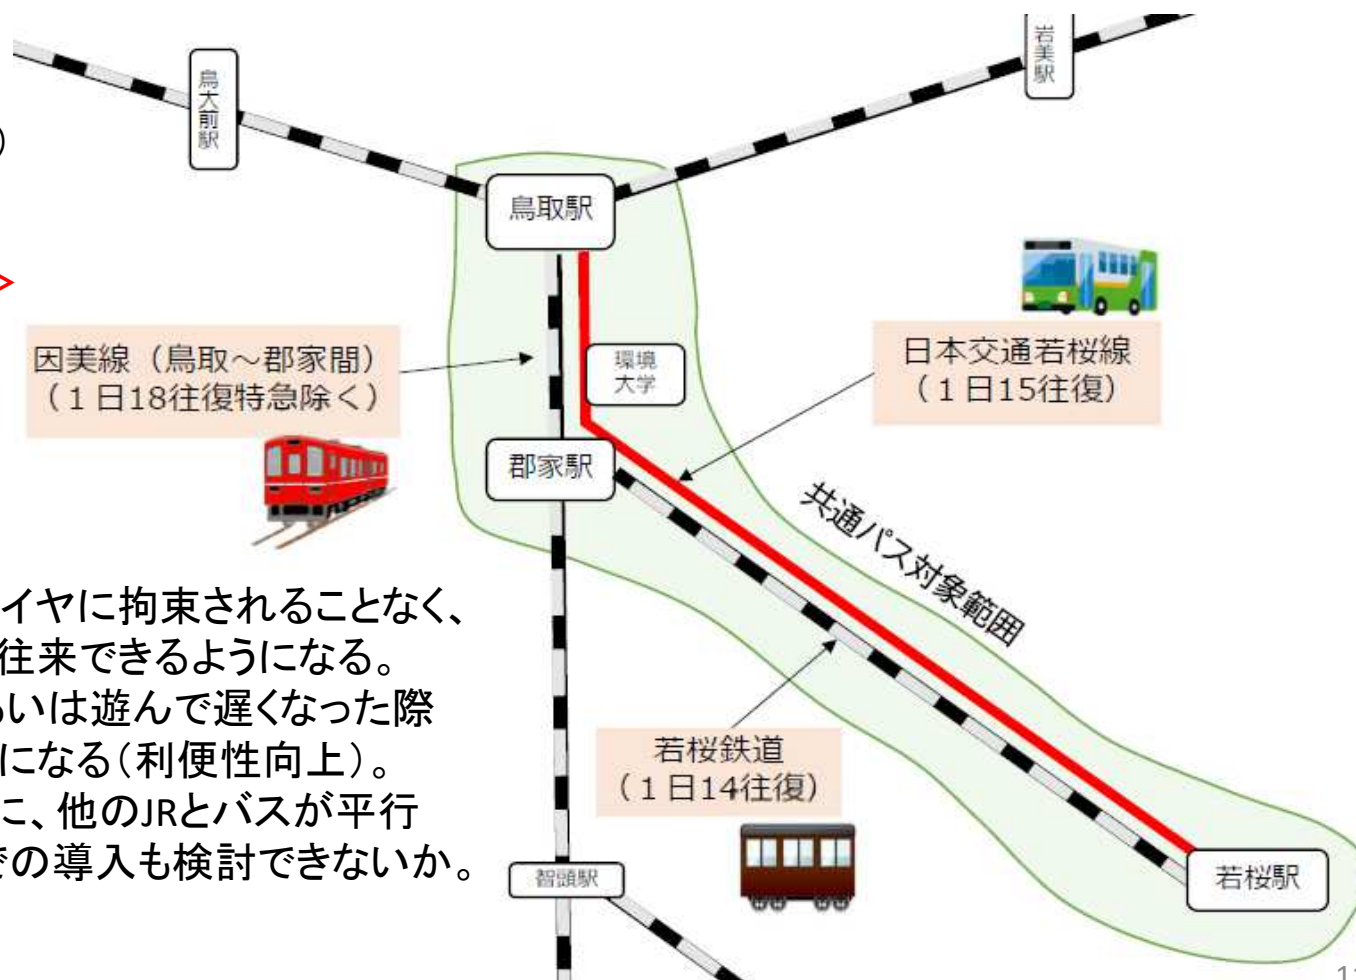 岩美駅
鳥大前駅
)
鳥取駅
因美線（鳥取～郡家間）
（１日18往復特急除く）
環境
大学
日本交通若桜線
（１日15往復）
郡家駅
共通パス対象範囲
イヤに拘束されることなく、
往来できるようになる。
いは遊んで遅くなった際
になる（利便性向上）。
に、他のJRとバスが平行
の導入も検討できないか。
若桜鉄道
（１日14往復）
智頭駅
若桜駅